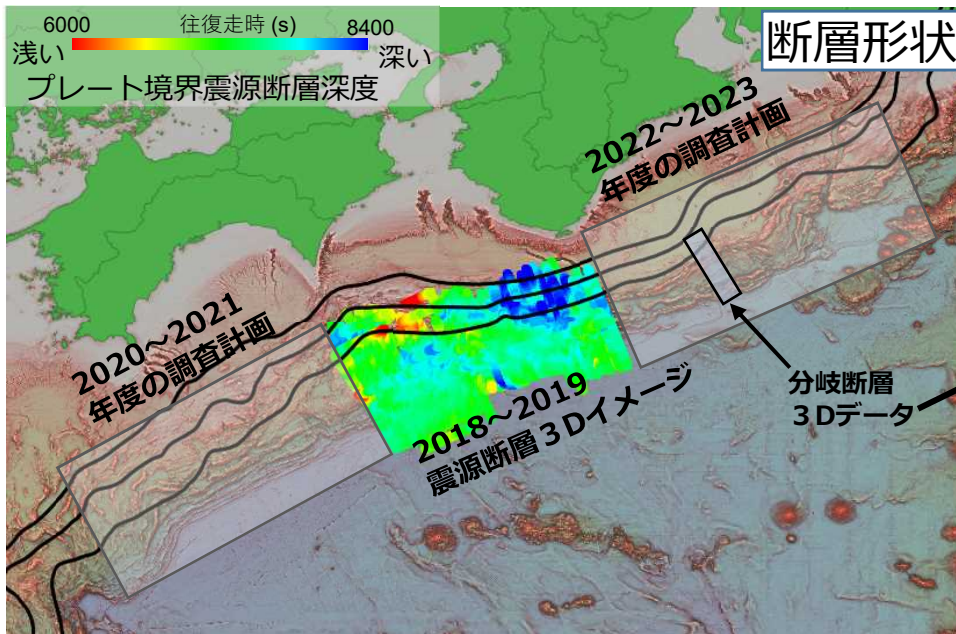 6000 往復走時 (s) 8400
浅い 深い
プレート境界震源断層深度
断層形状
2022～2023
年度の調査計画
2020～2021
年度の調査計画
2018～2019
震源断層３Dイメージ
分岐断層
３Dデータ